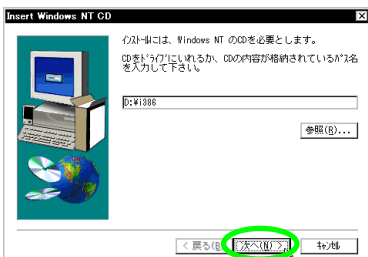 Insert Windows NT CD
ｲﾝｽﾄｰﾙには、Windows NT のCDを必要とします。
CDをﾄﾞﾗｲﾌﾞにいれるか、CDの内容が格納されているﾊﾟｽ名
を入力して下さい。
D:¥i386
参照(R)...
< 戻る(B)
次へ(N) >
ｷｬﾝｾﾙ